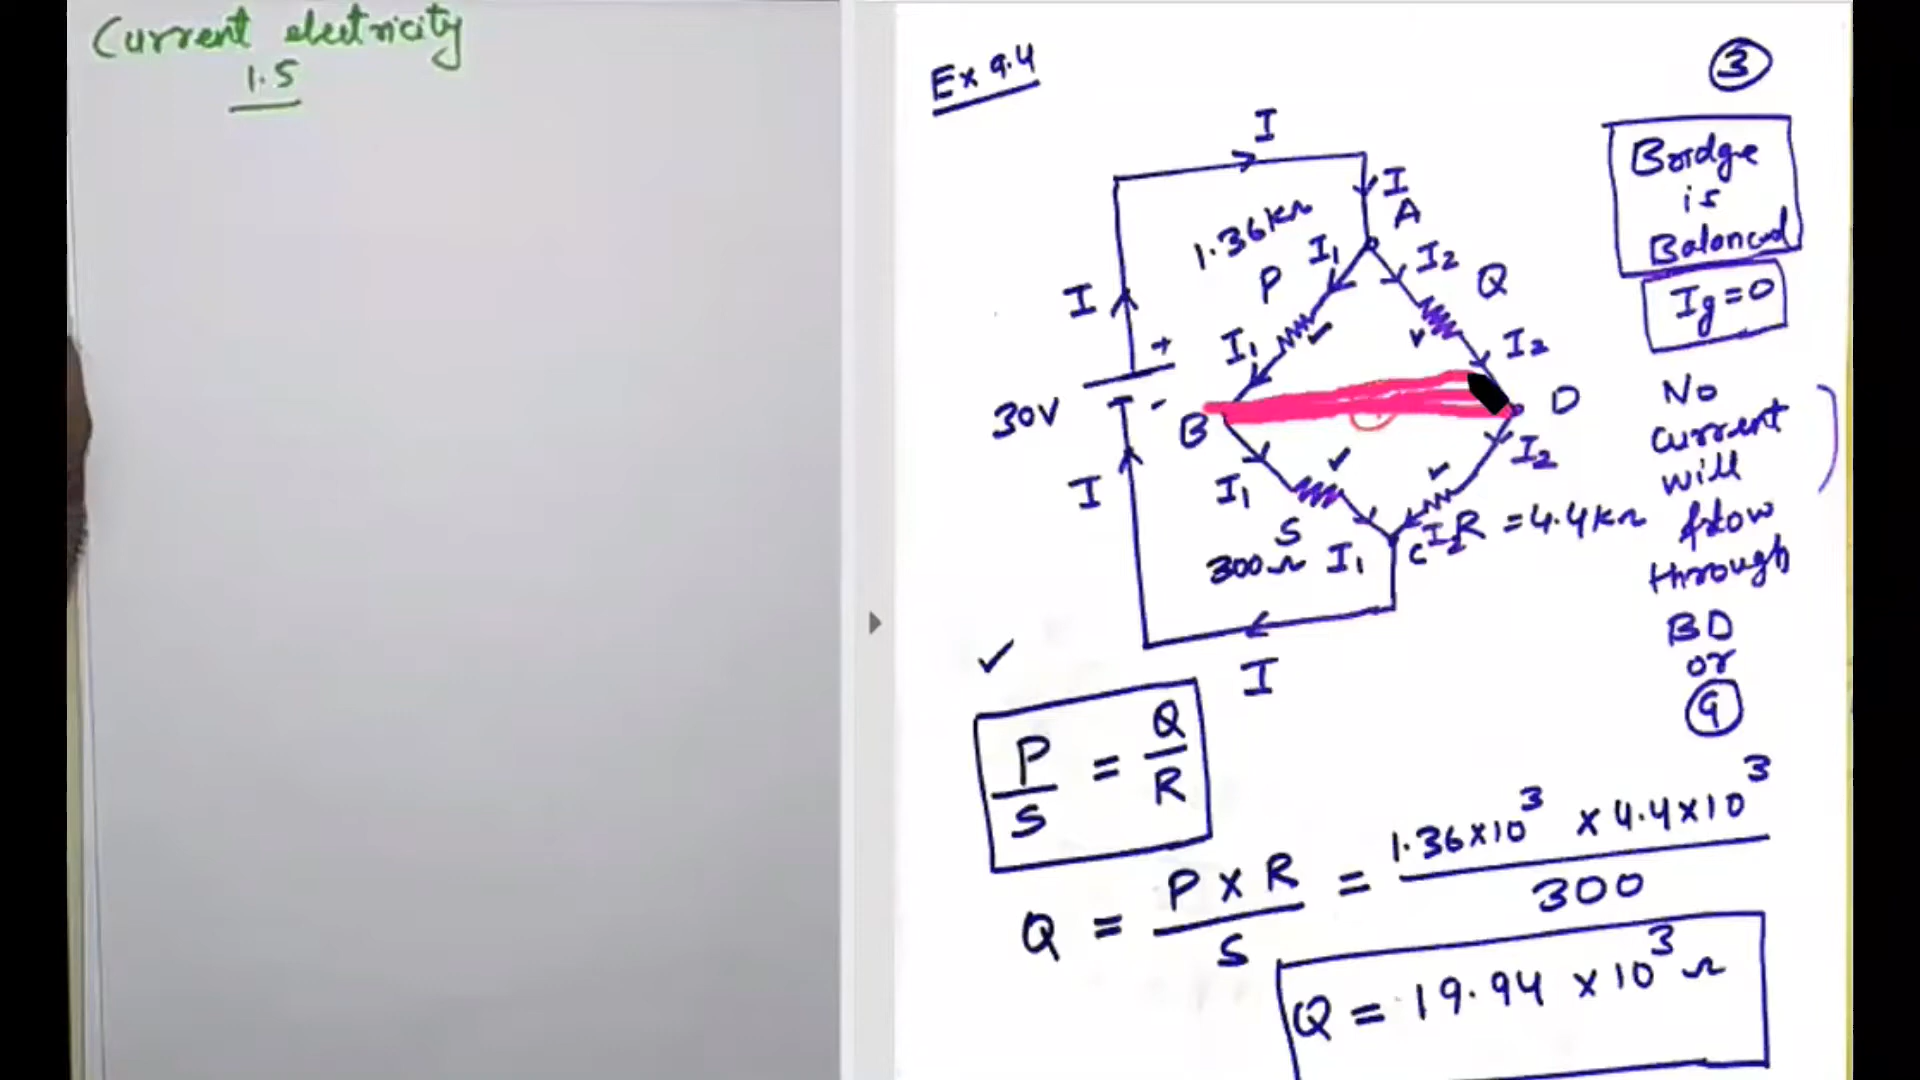 Current electricity
1.5
Ex 9.4
3
I
I
A
1.36kΩ
I1
I2
P
Q
I
I1
I2
+
-
30V
B
D
I
I1
I2
S
300Ω
I1
C
I2
R = 4.4kΩ
I
Bridge
is
Balanced
Ig = 0
No
current
will
flow
through
BD
or
G
P/S = Q/R
Q = P X R / S = 1.36×10³ × 4.4×10³ / 300
Q = 19.94 × 10³ Ω